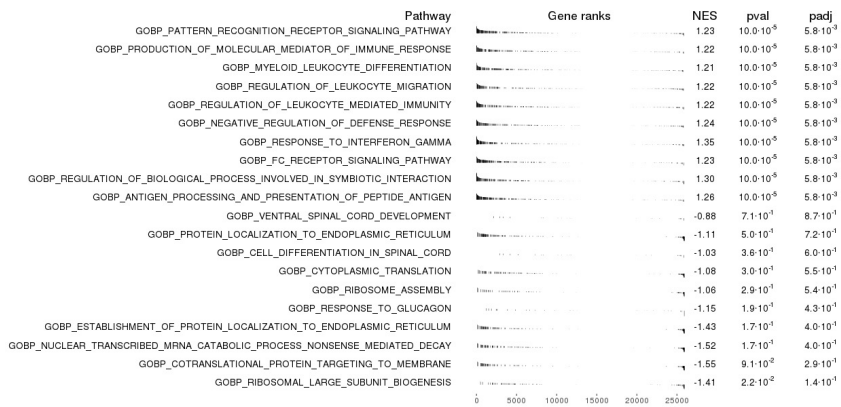 Pathway Gene ranks NES pval padj
GOBP_PATTERN_RECOGNITION_RECEPTOR_SIGNALING_PATHWAY 1.23 10.0·10⁻⁵ 5.8·10⁻³
GOBP_PRODUCTION_OF_MOLECULAR_MEDIATOR_OF_IMMUNE_RESPONSE 1.22 10.0·10⁻⁵ 5.8·10⁻³
GOBP_MYELOID_LEUKOCYTE_DIFFERENTIATION 1.21 10.0·10⁻⁵ 5.8·10⁻³
GOBP_REGULATION_OF_LEUKOCYTE_MIGRATION 1.22 10.0·10⁻⁵ 5.8·10⁻³
GOBP_REGULATION_OF_LEUKOCYTE_MEDIATED_IMMUNITY 1.22 10.0·10⁻⁵ 5.8·10⁻³
GOBP_NEGATIVE_REGULATION_OF_DEFENSE_RESPONSE 1.24 10.0·10⁻⁵ 5.8·10⁻³
GOBP_RESPONSE_TO_INTERFERON_GAMMA 1.35 10.0·10⁻⁵ 5.8·10⁻³
GOBP_FC_RECEPTOR_SIGNALING_PATHWAY 1.23 10.0·10⁻⁵ 5.8·10⁻³
GOBP_REGULATION_OF_BIOLOGICAL_PROCESS_INVOLVED_IN_SYMBIOTIC_INTERACTION 1.30 10.0·10⁻⁵ 5.8·10⁻³
GOBP_ANTIGEN_PROCESSING_AND_PRESENTATION_OF_PEPTIDE_ANTIGEN 1.26 10.0·10⁻⁵ 5.8·10⁻³
GOBP_VENTRAL_SPINAL_CORD_DEVELOPMENT -0.88 7.1·10⁻¹ 8.7·10⁻¹
GOBP_PROTEIN_LOCALIZATION_TO_ENDOPLASMIC_RETICULUM -1.11 5.0·10⁻¹ 7.2·10⁻¹
GOBP_CELL_DIFFERENTIATION_IN_SPINAL_CORD -1.03 3.6·10⁻¹ 6.0·10⁻¹
GOBP_CYTOPLASMIC_TRANSLATION -1.08 3.0·10⁻¹ 5.5·10⁻¹
GOBP_RIBOSOME_ASSEMBLY -1.06 2.9·10⁻¹ 5.4·10⁻¹
GOBP_RESPONSE_TO_GLUCAGON -1.15 1.9·10⁻¹ 4.3·10⁻¹
GOBP_ESTABLISHMENT_OF_PROTEIN_LOCALIZATION_TO_ENDOPLASMIC_RETICULUM -1.43 1.7·10⁻¹ 4.0·10⁻¹
GOBP_NUCLEAR_TRANSCRIBED_MRNA_CATABOLIC_PROCESS_NONSENSE_MEDIATED_DECAY -1.52 1.7·10⁻¹ 4.0·10⁻¹
GOBP_COTRANSLATIONAL_PROTEIN_TARGETING_TO_MEMBRANE -1.55 9.1·10⁻² 2.9·10⁻¹
GOBP_RIBOSOMAL_LARGE_SUBUNIT_BIOGENESIS -1.41 2.2·10⁻² 1.4·10⁻¹
0 5000 10000 15000 20000 25000